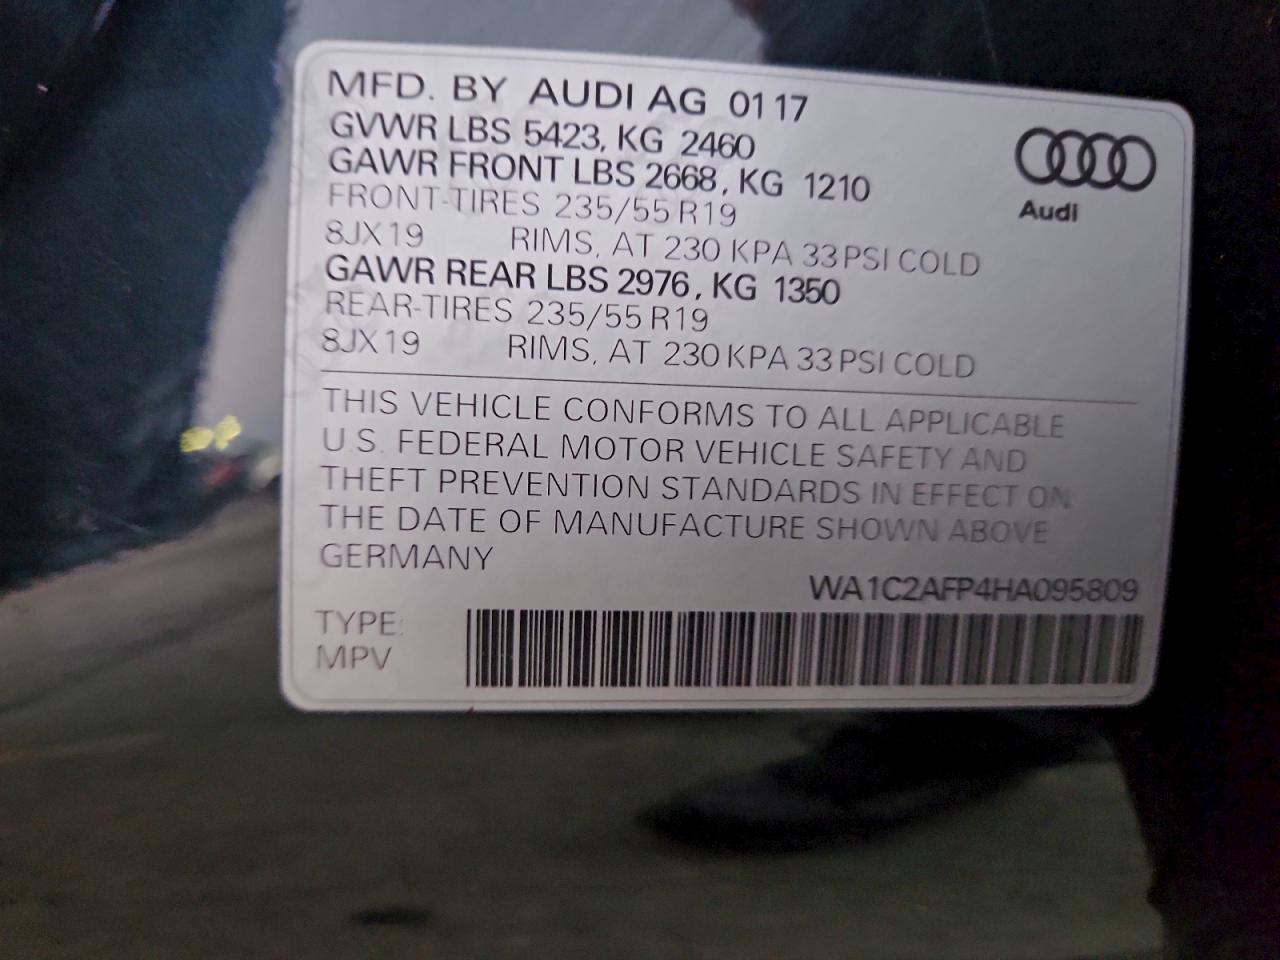 MFD. BY AUDI AG 01 17
GVWR LBS 5423, KG 2460
GAWR FRONT LBS 2668, KG 1210
FRONT-TIRES 235/55 R19
8JX19 RIMS, AT 230 KPA 33 PSI COLD
GAWR REAR LBS 2976, KG 1350
REAR-TIRES 235/55 R19
8JX19 RIMS, AT 230 KPA 33 PSI COLD
Audi
THIS VEHICLE CONFORMS TO ALL APPLICABLE
U.S. FEDERAL MOTOR VEHICLE SAFETY AND
THEFT PREVENTION STANDARDS IN EFFECT ON
THE DATE OF MANUFACTURE SHOWN ABOVE
GERMANY
WA1C2AFP4HA095809
TYPE:
MPV